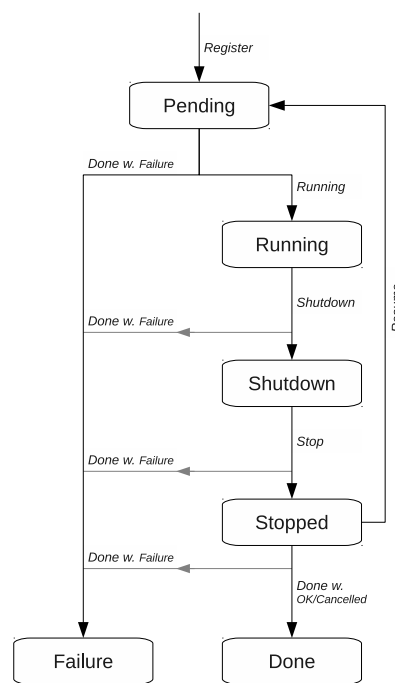 Register
Pending
Done w. Failure
Running
Running
Resume
Shutdown
Done w. Failure
Shutdown
Stop
Done w. Failure
Stopped
Done w. Failure
Done w.
OK/Cancelled
Failure
Done